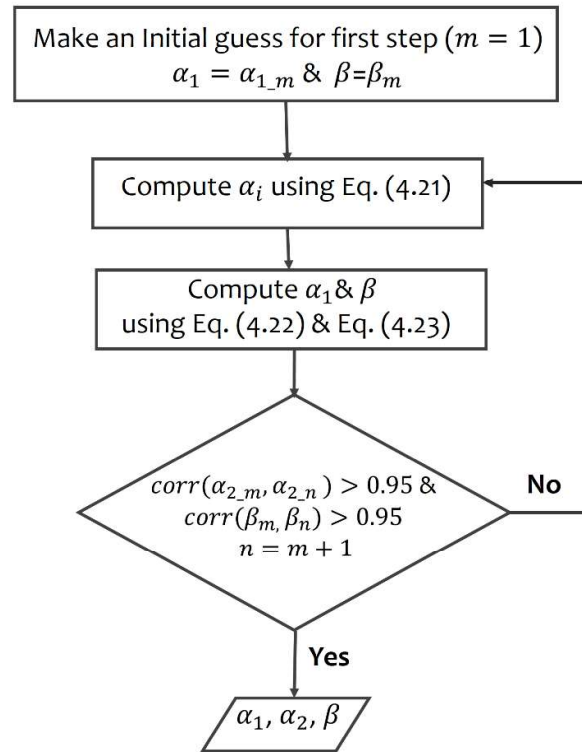 Make an Initial guess for first step (m = 1)
α₁ = α₁_ₘ & β=βₘ
Compute αᵢ using Eq. (4.21)
Compute α₁& β
using Eq. (4.22) & Eq. (4.23)
corr(α₂_ₘ, α₂_ₙ ) > 0.95 &
corr(βₘ, βₙ) > 0.95
n = m + 1
No
Yes
α₁, α₂, β